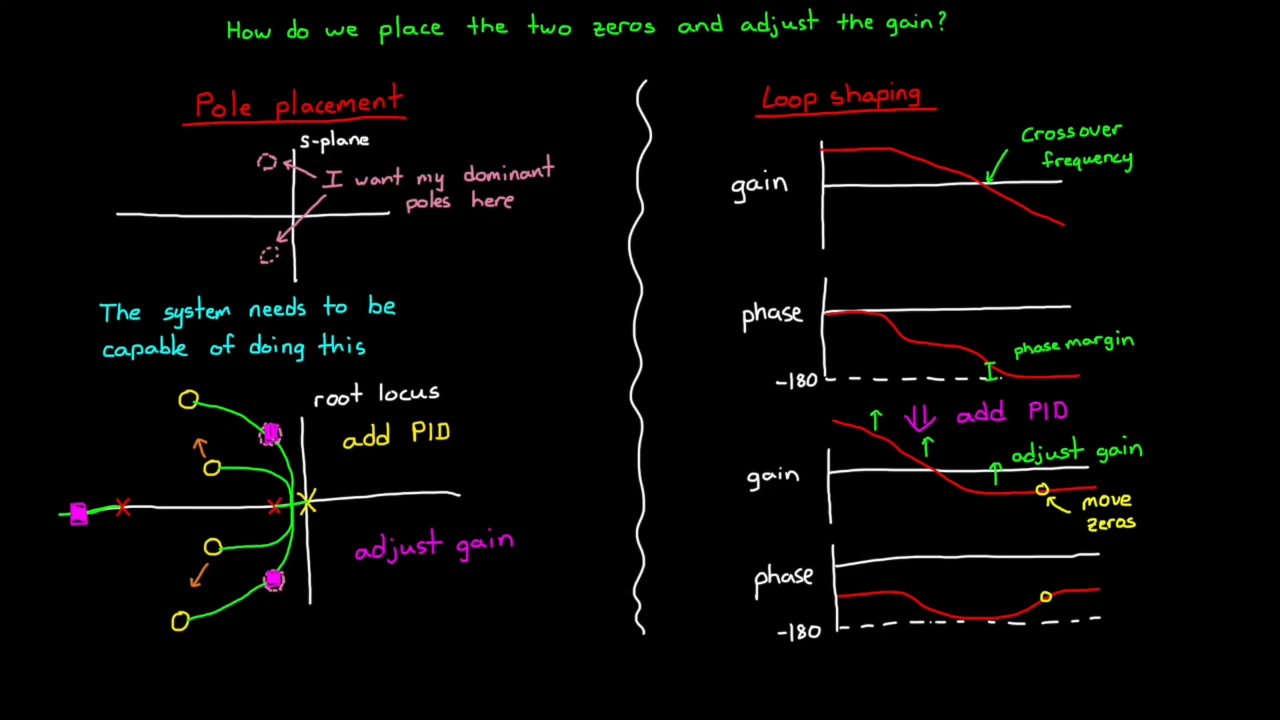 How do we place the two zeros and adjust the gain?
Pole placement
s-plane
I want my dominant
poles here
The system needs to be
capable of doing this
root locus
add PID
adjust gain
Loop shaping
Crossover
frequency
gain
phase
phase margin
-180
add PID
adjust gain
gain
move
zeros
phase
-180